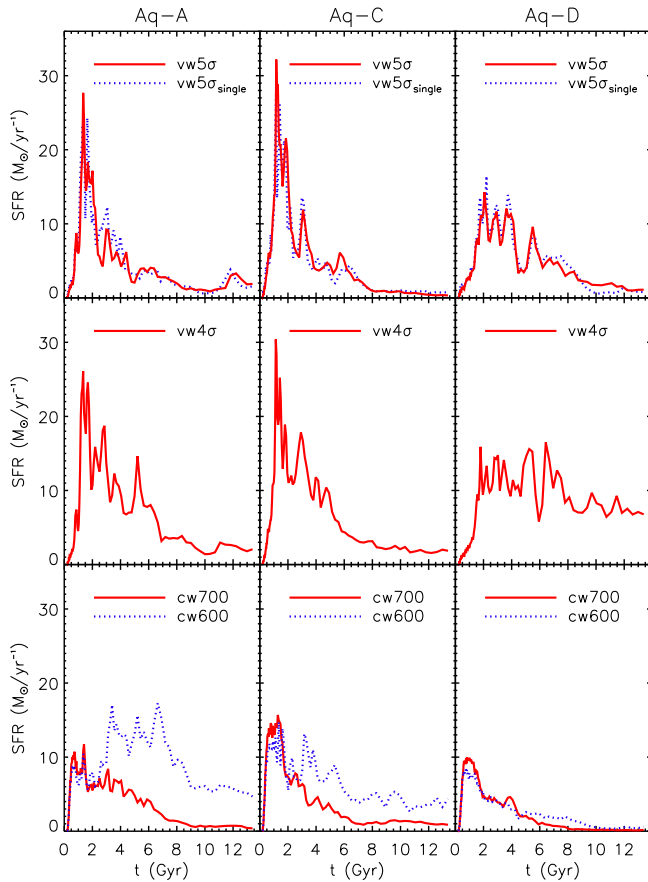 Aq-A Aq-C Aq-D
vw5σ vw5σ vw5σ
vw5σsingle vw5σsingle vw5σsingle
30
20
10
0
SFR (M⊙/yr⁻¹)
vw4σ vw4σ vw4σ
30
20
10
0
SFR (M⊙/yr⁻¹)
cw700 cw700 cw700
cw600 cw600 cw600
30
20
10
0
SFR (M⊙/yr⁻¹)
0 2 4 6 8 10 12 0 2 4 6 8 10 12 0 2 4 6 8 10 12
t (Gyr) t (Gyr) t (Gyr)